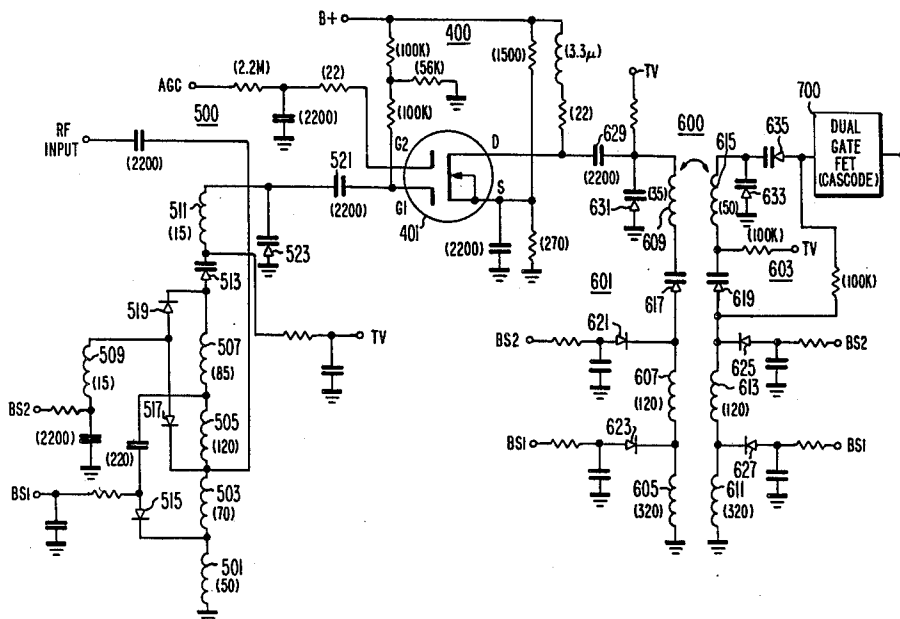 B+
400
(100K)
(56K)
(1500)
(3.3μ)
TV
AGC
(2.2M)
(22)
500
(100K)
(22)
700
RF
INPUT
(2200)
(2200)
G2
D
629
600
615
635
DUAL
GATE
FET
(CASCODE)
521
(2200)
633
511
(15)
(2200)
G1
S
401
631
(35)
609
(50)
523
(2200)
(270)
(100K)
TV
603
513
601
617
619
(100K)
519
509
(15)
507
(85)
TV
BS2
621
625
BS2
BS2
517
505
(120)
607
(120)
613
(120)
(2200)
(220)
BS1
623
627
BS1
BS1
515
503
(70)
605
(320)
611
(320)
501
(50)